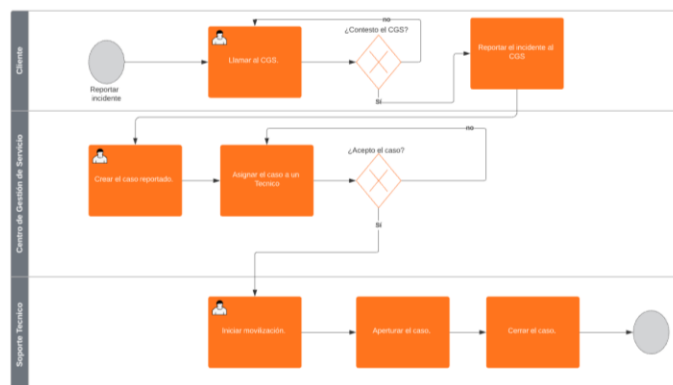 Cliente
Reportar
incidente
Llamar al CGS.
¿Contesto el CGS?
no
Si
Reportar el incidente al
CGS
Centro de Gestión de Servicio
Crear el caso reportado.
Asignar el caso a un
Tecnico
¿Acepto el caso?
no
Si
Soporte Tecnico
Iniciar movilización.
Aperturar el caso.
Cerrar el caso.